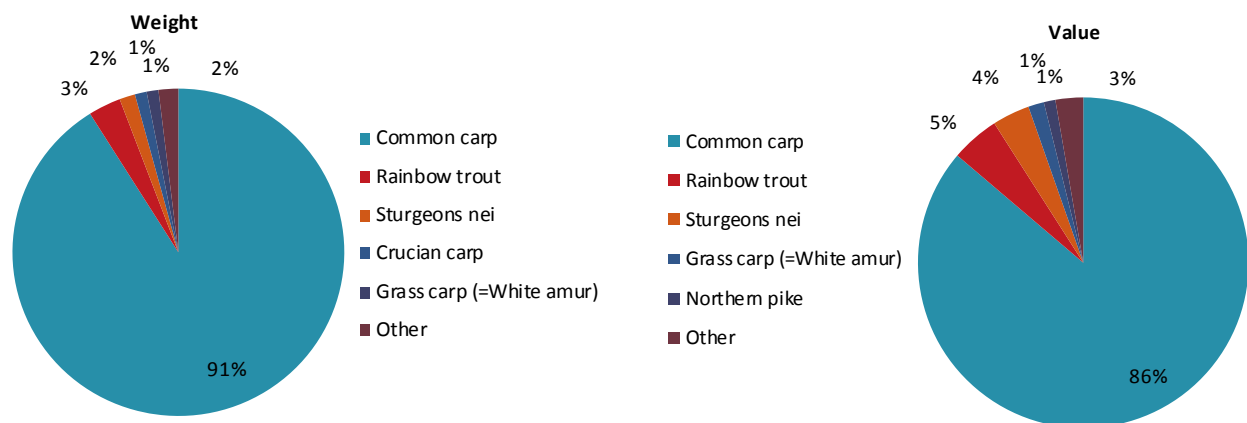 Weight
1%
2%
1%
2%
3%
91%
Common carp
Rainbow trout
Sturgeons nei
Crucian carp
Grass carp (=White amur)
Other
Value
1%
4%
1%
3%
5%
86%
Common carp
Rainbow trout
Sturgeons nei
Grass carp (=White amur)
Northern pike
Other